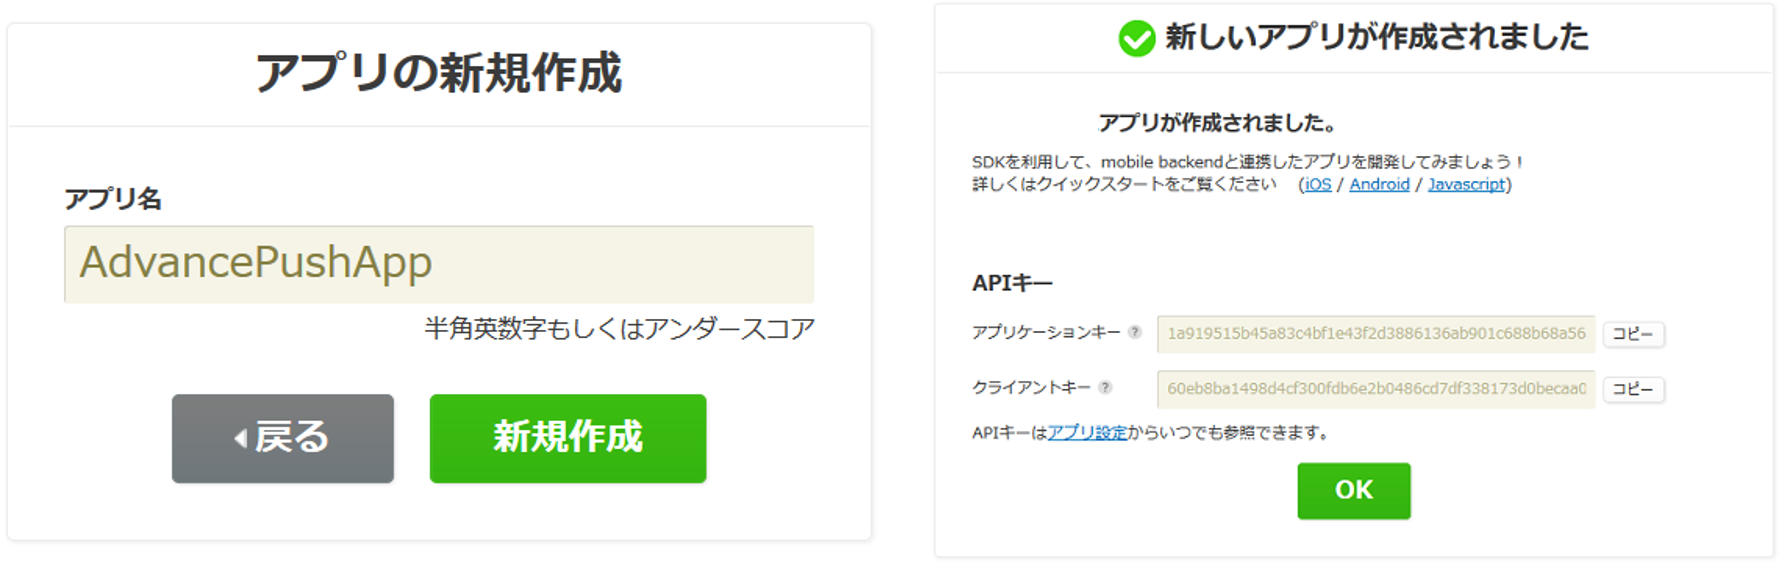 アプリの新規作成
アプリ名
AdvancePushApp
半角英数字もしくはアンダースコア
戻る
新規作成
新しいアプリが作成されました
アプリが作成されました。
SDKを利用して、mobile backendと連携したアプリを開発してみましょう！
詳しくはクイックスタートをご覧ください (iOS / Android / Javascript)
APIキー
アプリケーションキー ? 1a919515b45a83c4bf1e43f2d3886136ab901c688b68a56 コピー
クライアントキー ? 60eb8ba1498d4cf300fdb6e2b0486cd7df338173d0becaa0 コピー
APIキーはアプリ設定からいつでも参照できます。
OK